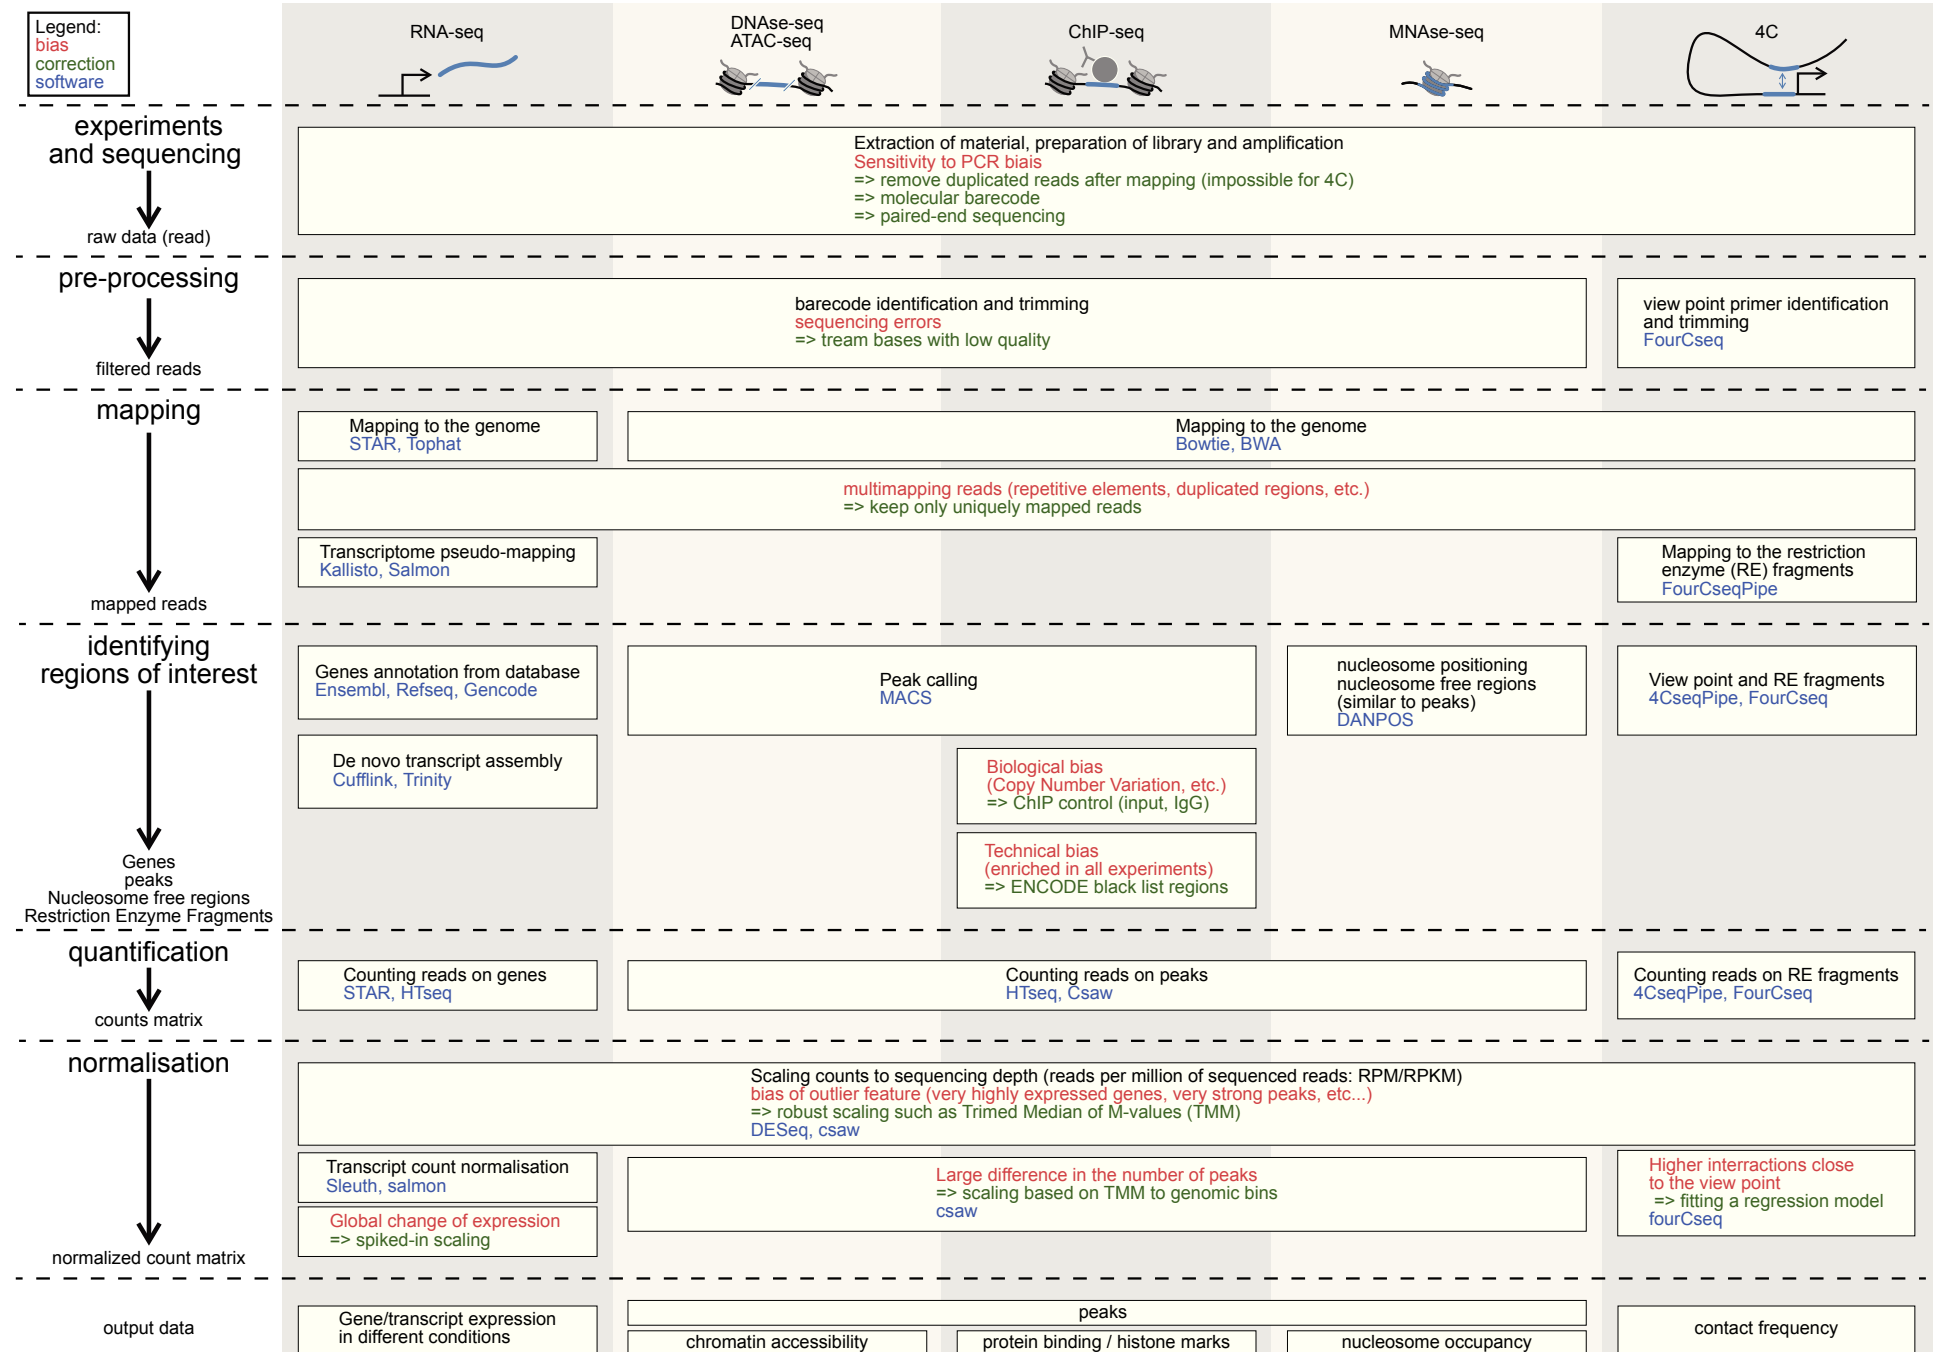 Legend:
bias
correction
software
RNA-seq
DNAse-seq
ATAC-seq
ChIP-seq
MNAse-seq
4C
experiments
and sequencing
raw data (read)
Extraction of material, preparation of library and amplification
Sensitivity to PCR biais
=> remove duplicated reads after mapping (impossible for 4C)
=> molecular barecode
=> paired-end sequencing
pre-processing
filtered reads
barecode identification and trimming
sequencing errors
=> tream bases with low quality
view point primer identification
and trimming
FourCseq
mapping
mapped reads
Mapping to the genome
STAR, Tophat
Mapping to the genome
Bowtie, BWA
multimapping reads (repetitive elements, duplicated regions, etc.)
=> keep only uniquely mapped reads
Transcriptome pseudo-mapping
Kallisto, Salmon
Mapping to the restriction
enzyme (RE) fragments
FourCseqPipe
identifying
regions of interest
Genes
peaks
Nucleosome free regions
Restriction Enzyme Fragments
Genes annotation from database
Ensembl, Refseq, Gencode
Peak calling
MACS
nucleosome positioning
nucleosome free regions
(similar to peaks)
DANPOS
View point and RE fragments
4CseqPipe, FourCseq
De novo transcript assembly
Cufflink, Trinity
Biological bias
(Copy Number Variation, etc.)
=> ChIP control (input, IgG)
Technical bias
(enriched in all experiments)
=> ENCODE black list regions
quantification
counts matrix
Counting reads on genes
STAR, HTseq
Counting reads on peaks
HTseq, Csaw
Counting reads on RE fragments
4CseqPipe, FourCseq
normalisation
normalized count matrix
Scaling counts to sequencing depth (reads per million of sequenced reads: RPM/RPKM)
bias of outlier feature (very highly expressed genes, very strong peaks, etc...)
=> robust scaling such as Trimed Median of M-values (TMM)
DESeq, csaw
Transcript count normalisation
Sleuth, salmon
Global change of expression
=> spiked-in scaling
Large difference in the number of peaks
=> scaling based on TMM to genomic bins
csaw
Higher interractions close
to the view point
=> fitting a regression model
fourCseq
output data
Gene/transcript expression
in different conditions
peaks
chromatin accessibility
protein binding / histone marks
nucleosome occupancy
contact frequency